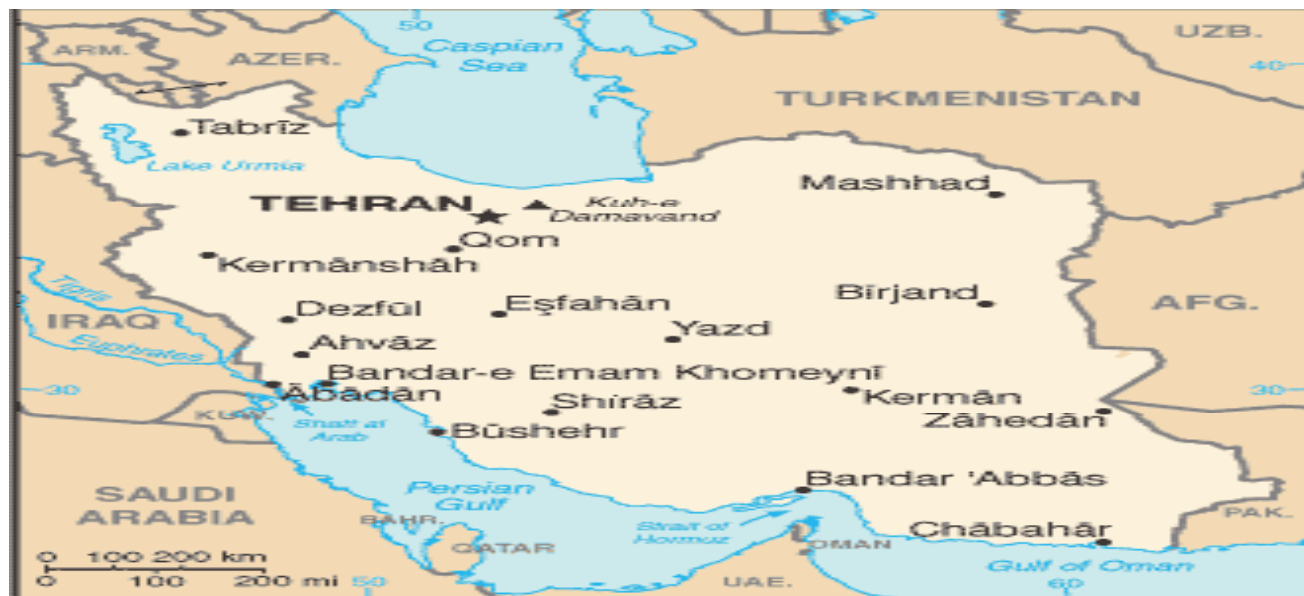 50
Caspian
Sea
UZB.
ARM.
AZER.
40
TURKMENISTAN
Tabrīz
Lake Urmia
Mashhad
TEHRAN
Kuh-e
Damavand
Qom
Kermānshāh
Tigris
Dezfūl
Eşfahān
Bīrjand
AFG.
IRAQ
Yazd
Euphrates
Ahvāz
Bandar-e Emam Khomeynī
30
30
Ābādān
Kermān
KUW.
Shīrāz
Zāhedān
Shatt al
Arab
Būshehr
Bandar 'Abbās
Persian
Gulf
SAUDI
ARABIA
BAHR.
Strait of
Hormuz
PAK.
Chābahār
QATAR
OMAN
0 100 200 km
Gulf of Oman
0 100 200 mi
50
UAE.
60